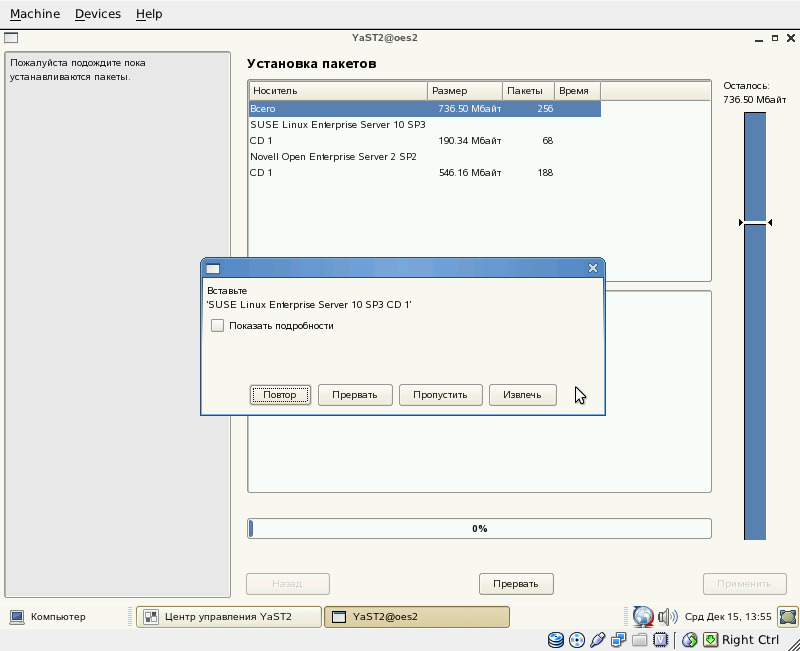 Machine Devices Help
YaST2@oes2
Пожалуйста подождите пока
устанавливаются пакеты.
Установка пакетов
Носитель Размер Пакеты Время
Всего 736.50 Мбайт 256
SUSE Linux Enterprise Server 10 SP3
CD 1 190.34 Мбайт 68
Novell Open Enterprise Server 2 SP2
CD 1 546.16 Мбайт 188
Осталось:
736.50 Мбайт
Вставьте
'SUSE Linux Enterprise Server 10 SP3 CD 1'
Показать подробности
Повтор Прервать Пропустить Извлечь
0%
Назад Прервать Применить
Компьютер Центр управления YaST2 YaST2@oes2 Срд Дек 15, 13:55
Right Ctrl